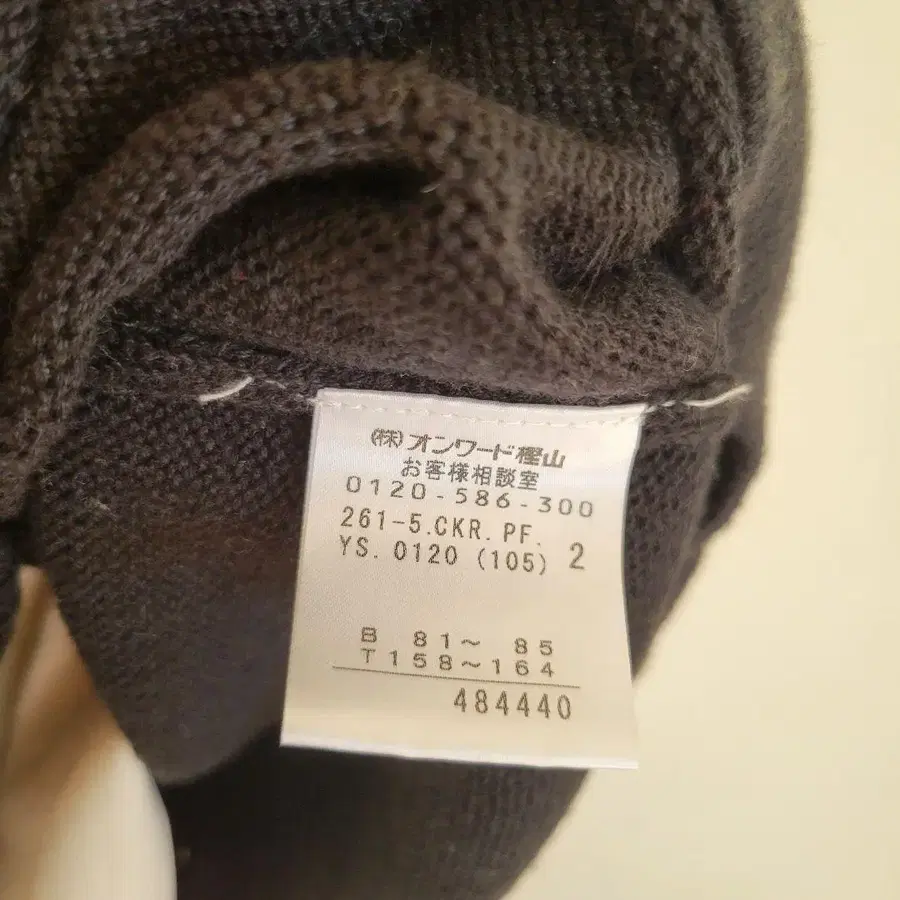 (株)オンワード樫山
お客様相談室
0120-586-300
261-5.CKR.PF. 2
YS.0120 (105)
B 81～ 85
T158～164
484440